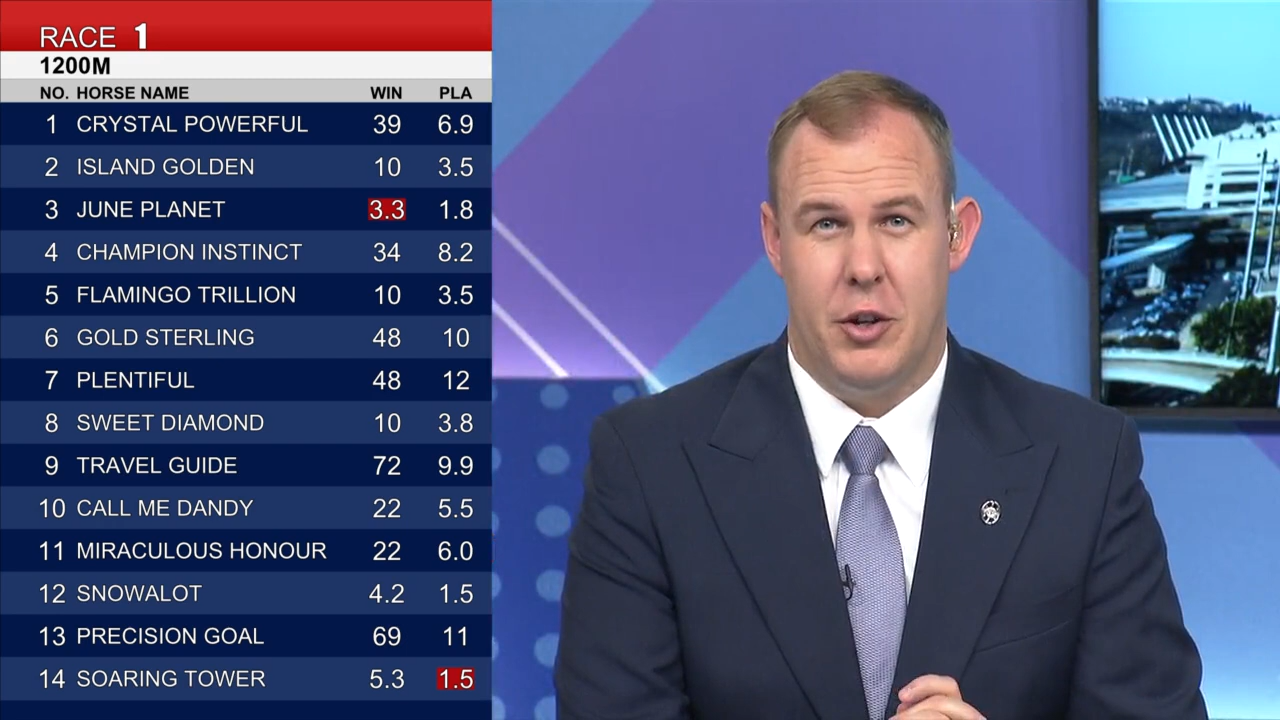 RACE 1
1200M
NO. HORSE NAME WIN PLA
1 CRYSTAL POWERFUL 39 6.9
2 ISLAND GOLDEN 10 3.5
3 JUNE PLANET 3.3 1.8
4 CHAMPION INSTINCT 34 8.2
5 FLAMINGO TRILLION 10 3.5
6 GOLD STERLING 48 10
7 PLENTIFUL 48 12
8 SWEET DIAMOND 10 3.8
9 TRAVEL GUIDE 72 9.9
10 CALL ME DANDY 22 5.5
11 MIRACULOUS HONOUR 22 6.0
12 SNOWALOT 4.2 1.5
13 PRECISION GOAL 69 11
14 SOARING TOWER 5.3 1.5